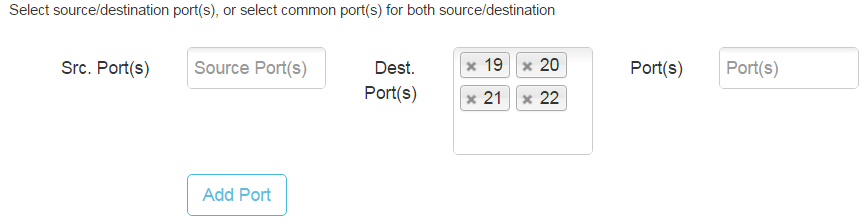 Select source/destination port(s), or select common port(s) for both source/destination
Src. Port(s)
Source Port(s)
Dest.
Port(s)
× 19 × 20
× 21 × 22
Port(s)
Port(s)
Add Port